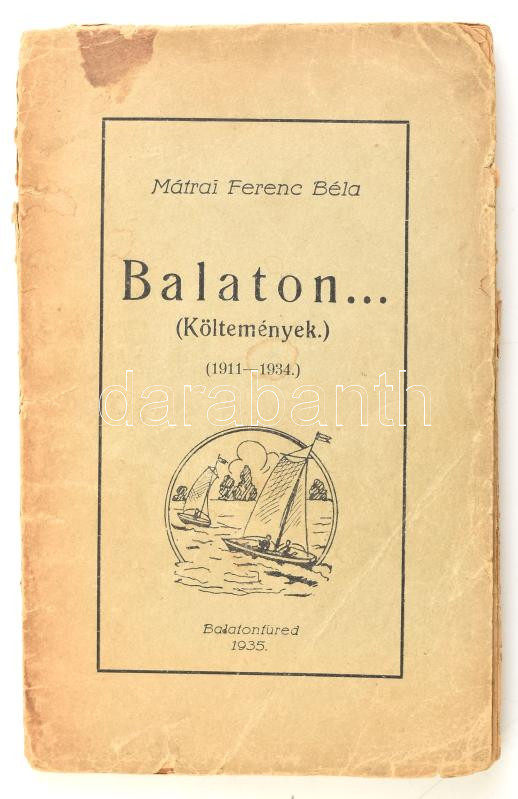 Mátrai Ferenc Béla
Balaton...
(Költemények.)
(1911—1934.)
darabanth
Balatonfüred
1935.